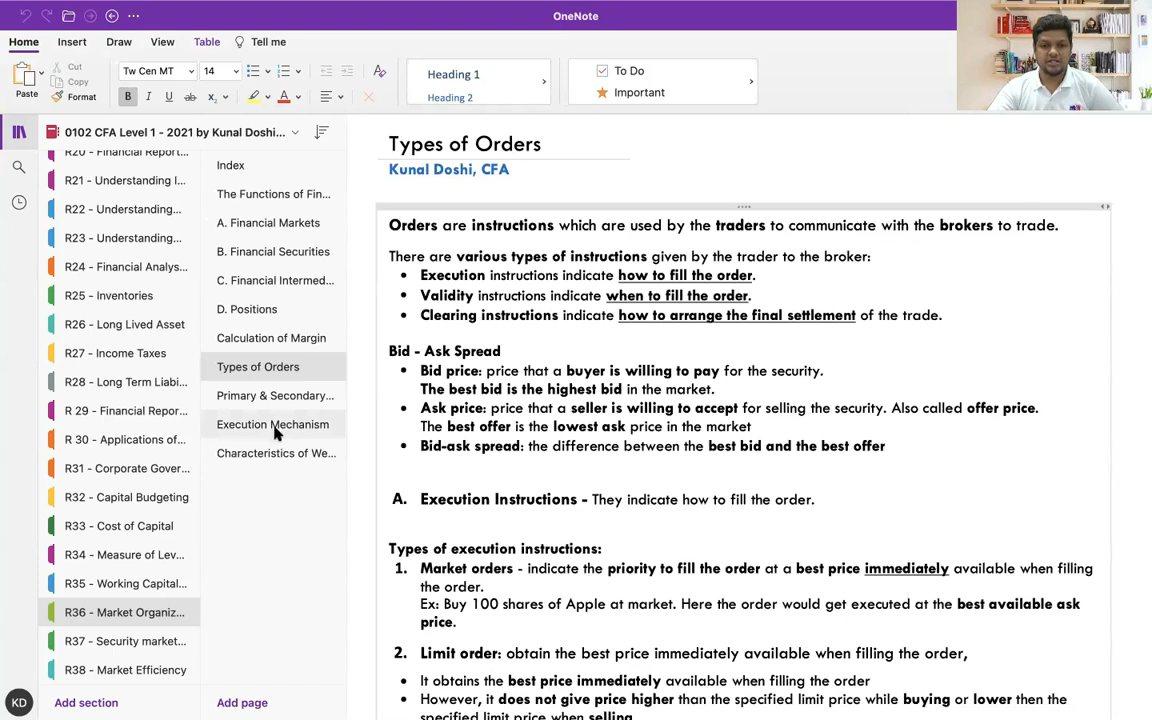 OneNote
Home Insert Draw View Table Tell me
Paste
Cut
Copy
Format
Tw Cen MT 14
B I U ab X₂ A
Heading 1
Heading 2
To Do
Important
0102 CFA Level 1 - 2021 by Kunal Doshi...
R20 - Financial Report...
R21 - Understanding I...
R22 - Understanding...
R23 - Understanding...
R24 - Financial Analys...
R25 - Inventories
R26 - Long Lived Asset
R27 - Income Taxes
R28 - Long Term Liabi...
R 29 - Financial Repor...
R 30 - Applications of...
R31 - Corporate Gover...
R32 - Capital Budgeting
R33 - Cost of Capital
R34 - Measure of Lev...
R35 - Working Capital...
R36 - Market Organiz...
R37 - Security market...
R38 - Market Efficiency
KD
Add section
Index
The Functions of Fin...
A. Financial Markets
B. Financial Securities
C. Financial Intermed...
D. Positions
Calculation of Margin
Types of Orders
Primary & Secondary...
Execution Mechanism
Characteristics of We...
Add page
Types of Orders
Kunal Doshi, CFA
Orders are instructions which are used by the traders to communicate with the brokers to trade.
There are various types of instructions given by the trader to the broker:
• Execution instructions indicate how to fill the order.
• Validity instructions indicate when to fill the order.
• Clearing instructions indicate how to arrange the final settlement of the trade.
Bid - Ask Spread
• Bid price: price that a buyer is willing to pay for the security.
The best bid is the highest bid in the market.
• Ask price: price that a seller is willing to accept for selling the security. Also called offer price.
The best offer is the lowest ask price in the market
• Bid-ask spread: the difference between the best bid and the best offer
A. Execution Instructions - They indicate how to fill the order.
Types of execution instructions:
1. Market orders - indicate the priority to fill the order at a best price immediately available when filling
the order.
Ex: Buy 100 shares of Apple at market. Here the order would get executed at the best available ask
price.
2. Limit order: obtain the best price immediately available when filling the order,
• It obtains the best price immediately available when filling the order
• However, it does not give price higher than the specified limit price while buying or lower then the
specified limit price when selling.